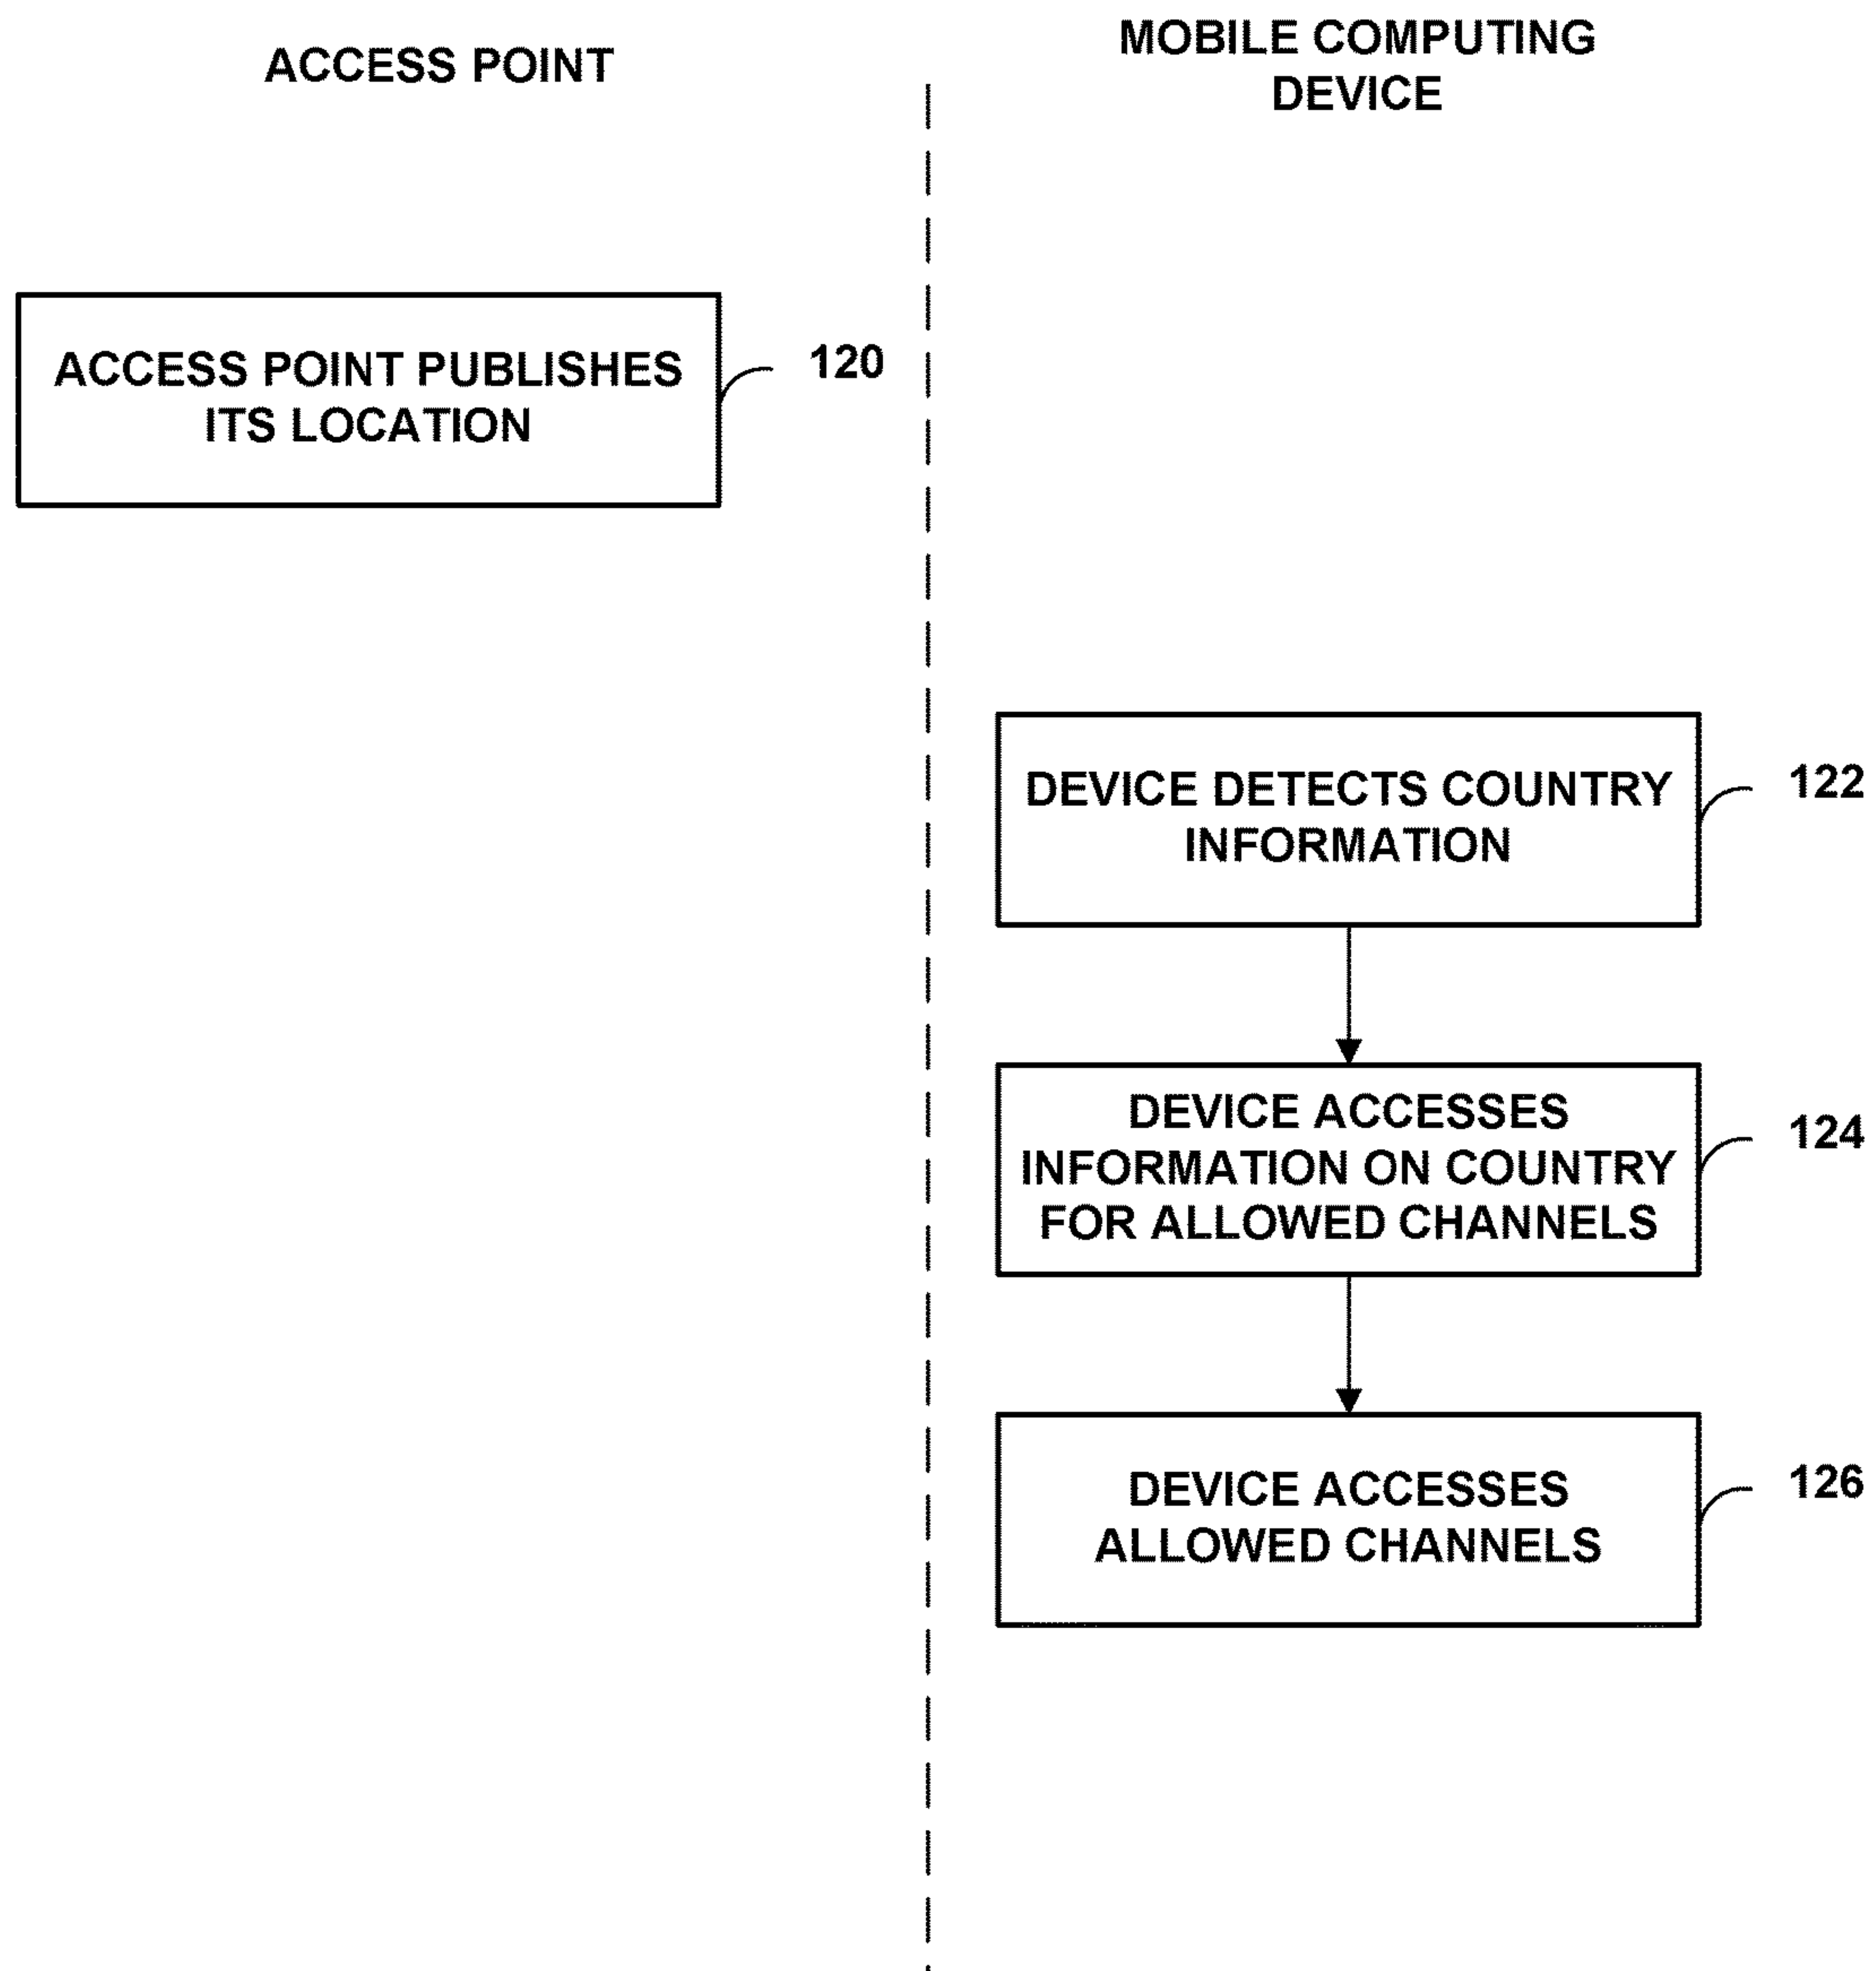 ACCESS POINT
MOBILE COMPUTING
DEVICE
ACCESS POINT PUBLISHES
ITS LOCATION
120
DEVICE DETECTS COUNTRY
INFORMATION
122
DEVICE ACCESSES
INFORMATION ON COUNTRY
FOR ALLOWED CHANNELS
124
DEVICE ACCESSES
ALLOWED CHANNELS
126